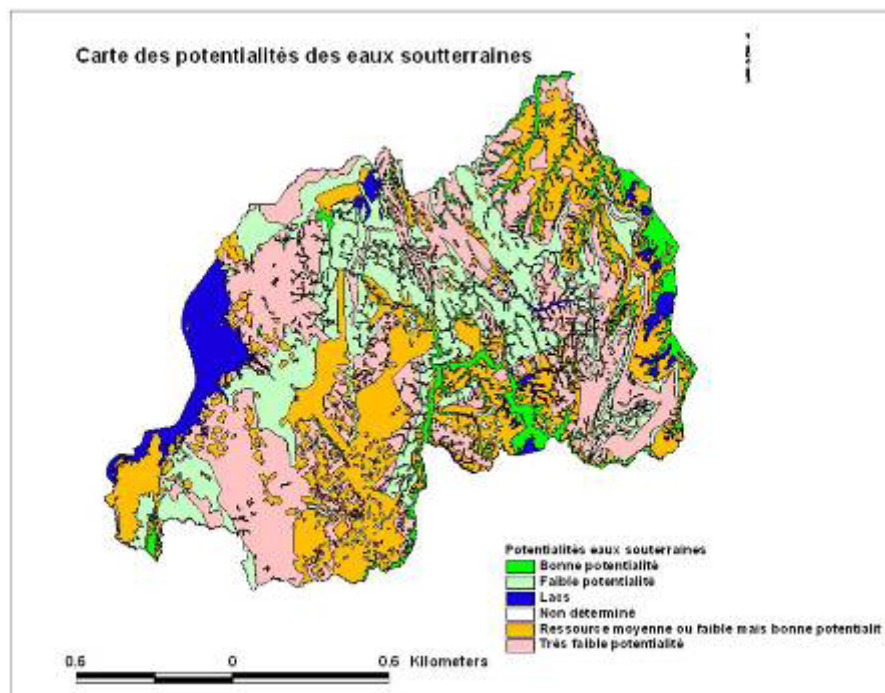 Carte des potentialités des eaux soutterraines
Potentialités eaux souterraines
Bonne potentialité
Faible potentialité
Lacs
Non déterminé
Ressource moyenne ou faible mais bonne potentialit
Très faible potentialité
0.6 0 0.6 Kilometers